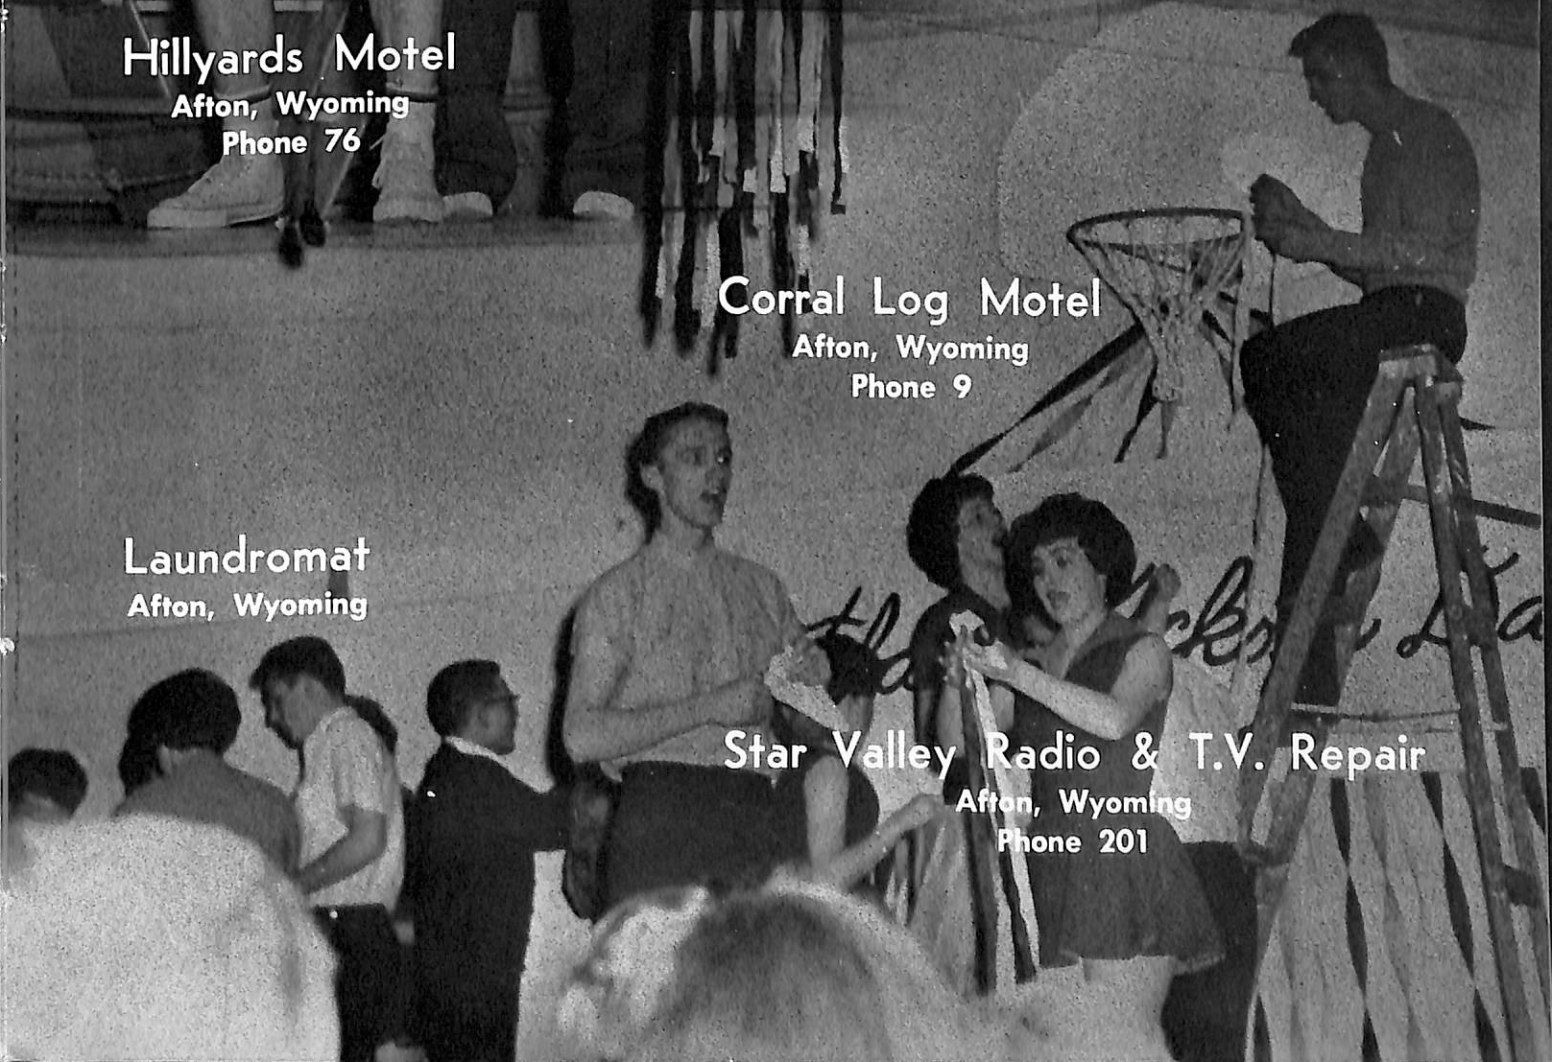 Hillyards Motel
Afton, Wyoming
Phone 76
Corral Log Motel
Afton, Wyoming
Phone 9
Laundromat
Afton, Wyoming
Star Valley Radio & T.V. Repair
Afton, Wyoming
Phone 201